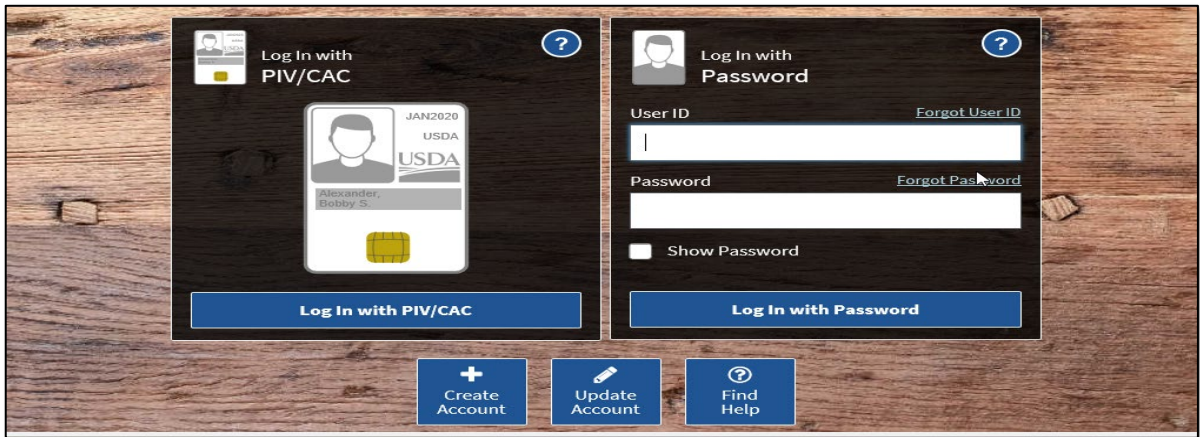 Log In with
PIV/CAC
?
JAN2020
USDA
USDA
Alexander,
Bobby S.
Log In with PIV/CAC
Log In with
Password
?
User ID
Forgot User ID
Password
Forgot Password
Show Password
Log In with Password
Create
Account
Update
Account
?
Find
Help